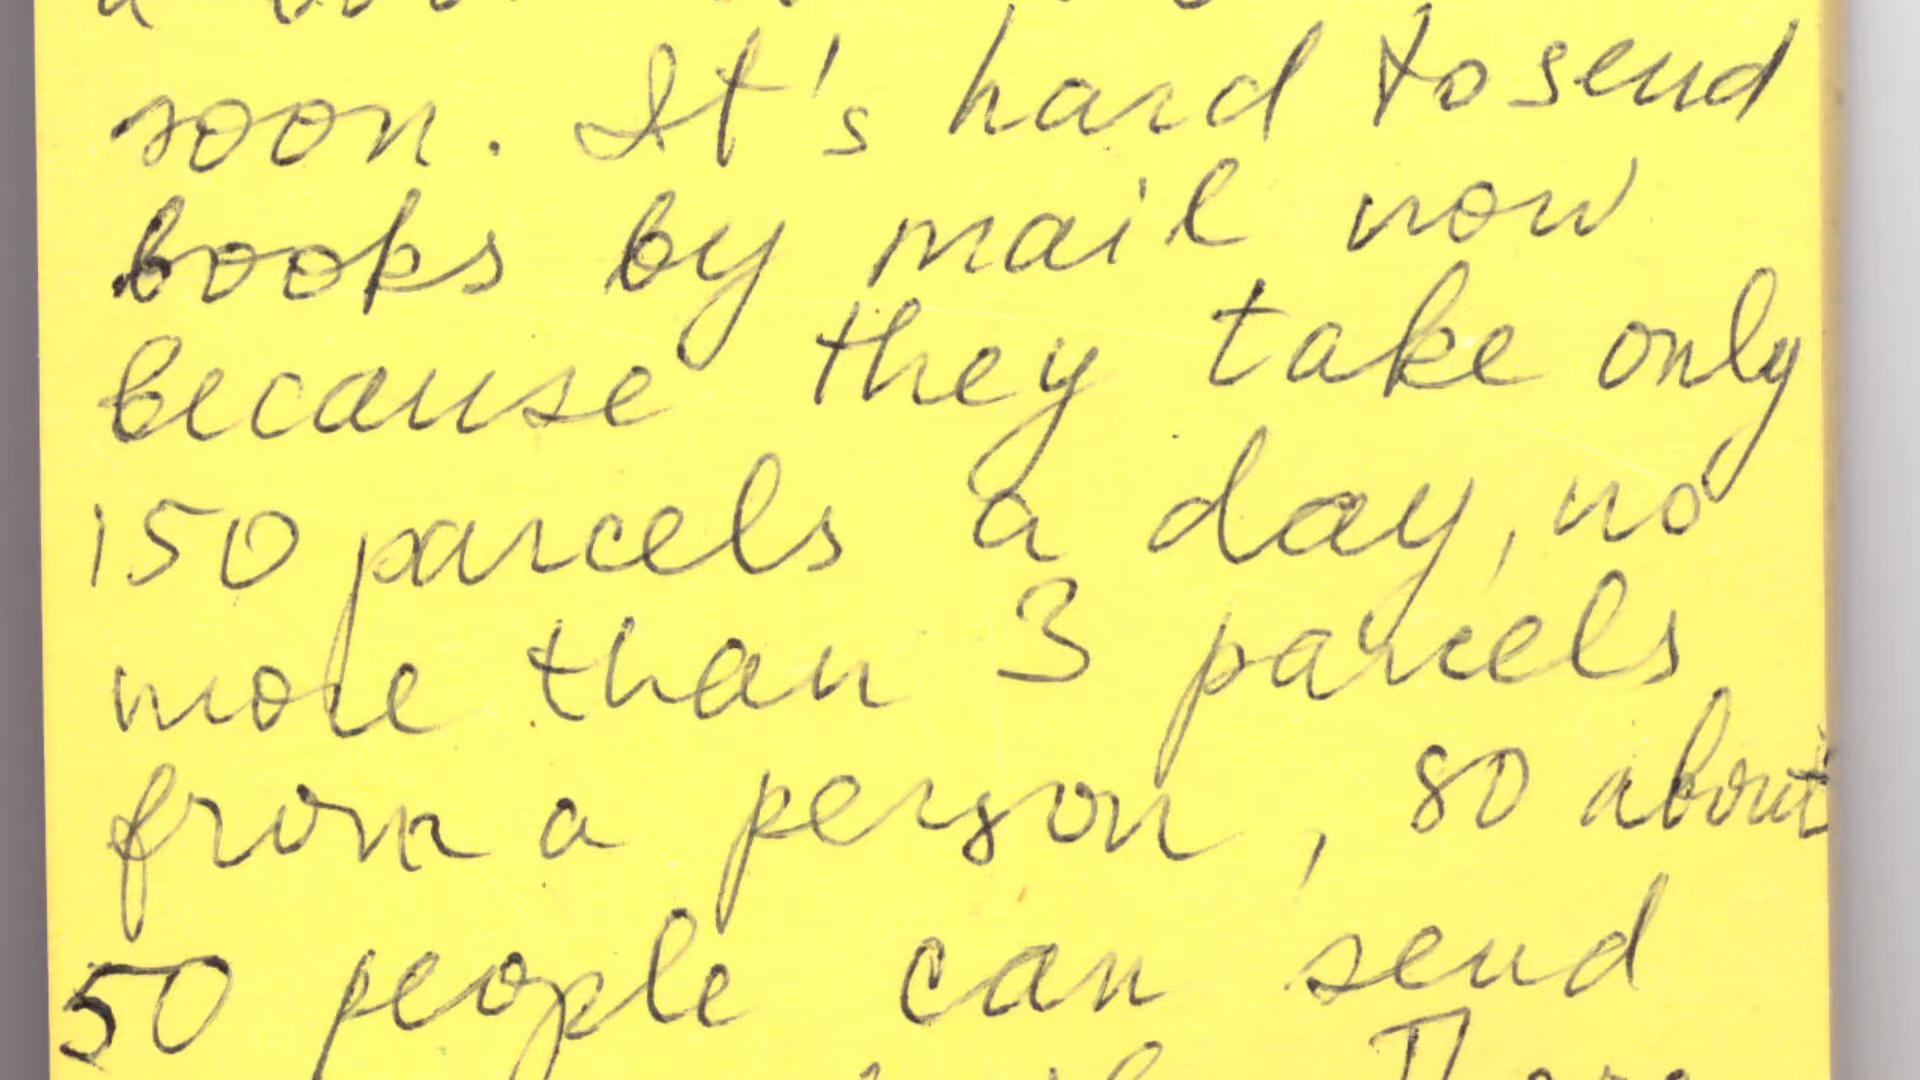 soon. It's hard to send
books by mail now
because they take only
150 parcels a day, no
more than 3 parcels
from a person, so about
50 people can send